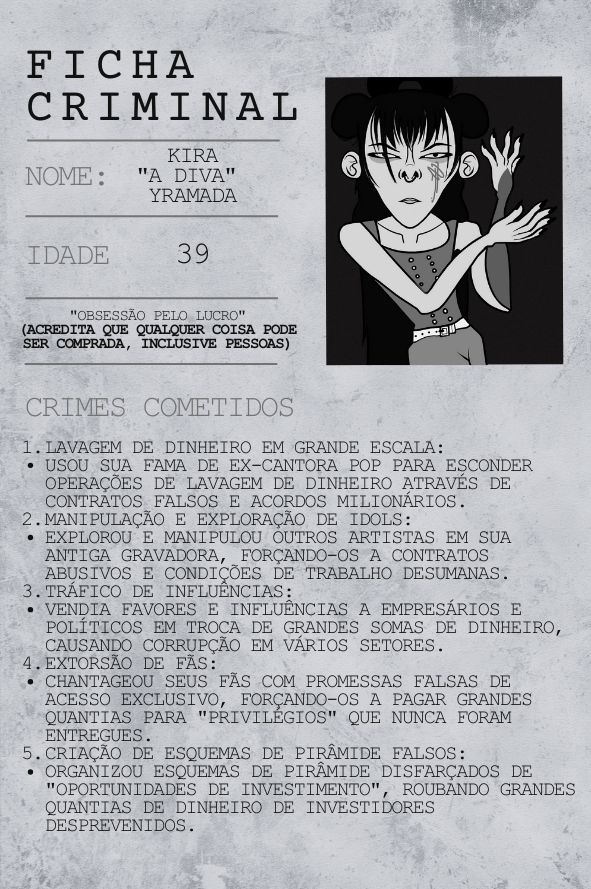 FICHA
CRIMINAL
NOME:
KIRA
"A DIVA"
YRAMADA
IDADE 39
"OBSESSÃO PELO LUCRO"
(ACREDITA QUE QUALQUER COISA PODE
SER COMPRADA, INCLUSIVE PESSOAS)
CRIMES COMETIDOS
1.LAVAGEM DE DINHEIRO EM GRANDE ESCALA:
• USOU SUA FAMA DE EX-CANTORA POP PARA ESCONDER
OPERAÇÕES DE LAVAGEM DE DINHEIRO ATRAVÉS DE
CONTRATOS FALSOS E ACORDOS MILIONÁRIOS.
2.MANIPULAÇÃO E EXPLORAÇÃO DE IDOLS:
• EXPLOROU E MANIPULOU OUTROS ARTISTAS EM SUA
ANTIGA GRAVADORA, FORÇANDO-OS A CONTRATOS
ABUSIVOS E CONDIÇÕES DE TRABALHO DESUMANAS.
3.TRÁFICO DE INFLUÊNCIAS:
• VENDIA FAVORES E INFLUÊNCIAS A EMPRESÁRIOS E
POLÍTICOS EM TROCA DE GRANDES SOMAS DE DINHEIRO,
CAUSANDO CORRUPÇÃO EM VÁRIOS SETORES.
4.EXTORSÃO DE FÃS:
• CHANTAGEOU SEUS FÃS COM PROMESSAS FALSAS DE
ACESSO EXCLUSIVO, FORÇANDO-OS A PAGAR GRANDES
QUANTIAS PARA "PRIVILÉGIOS" QUE NUNCA FORAM
ENTREGUES.
5.CRIAÇÃO DE ESQUEMAS DE PIRÂMIDE FALSOS:
• ORGANIZOU ESQUEMAS DE PIRÂMIDE DISFARÇADOS DE
"OPORTUNIDADES DE INVESTIMENTO", ROUBANDO GRANDES
QUANTIAS DE DINHEIRO DE INVESTIDORES
DESPREVENIDOS.